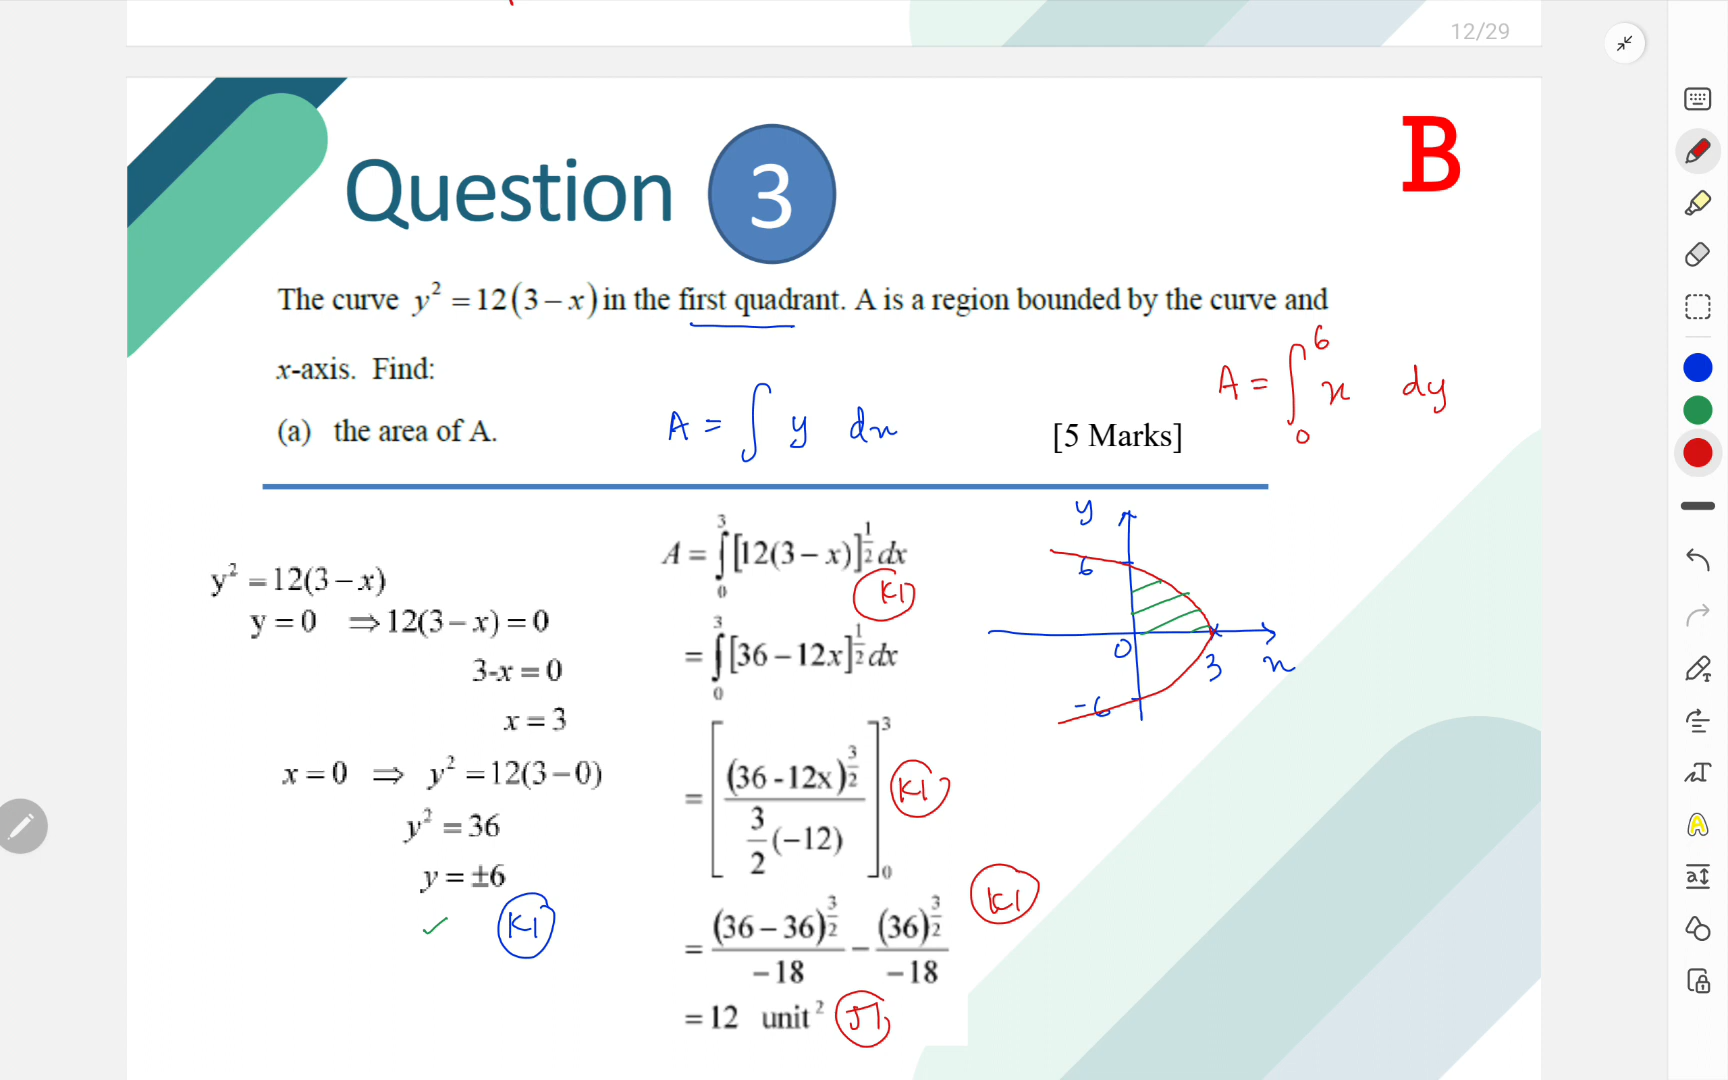 12/29
Question 3
B
The curve y² = 12(3 − x) in the first quadrant. A is a region bounded by the curve and
x-axis. Find:
(a) the area of A.
A = ∫ y dx
[5 Marks]
A = ∫₀⁶ x dy
y² = 12(3 − x)
y = 0 ⇒ 12(3 − x) = 0
3-x = 0
x = 3
x = 0 ⇒ y² = 12(3 − 0)
y² = 36
y = ±6
✓ K1
A = ∫₀³ [12(3 − x)]^(1/2) dx
K1
= ∫₀³ [36 − 12x]^(1/2) dx
= [ (36 - 12x)^(3/2) / (3/2 (−12)) ]₀³ K1
= (36 − 36)^(3/2) / −18 − (36)^(3/2) / −18 K1
= 12 unit² J1
y
6
0
3
x
-6